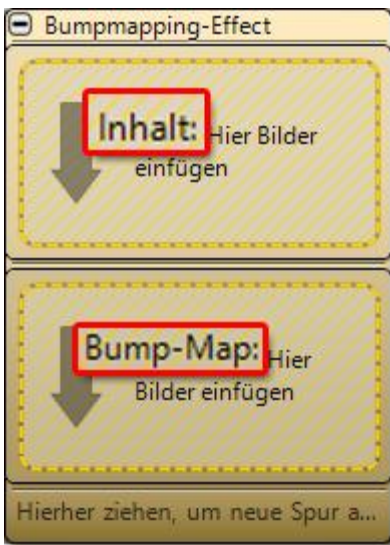 Bumpmapping-Effect
Inhalt: Hier Bilder
einfügen
Bump-Map: Hier
Bilder einfügen
Hierher ziehen, um neue Spur a...